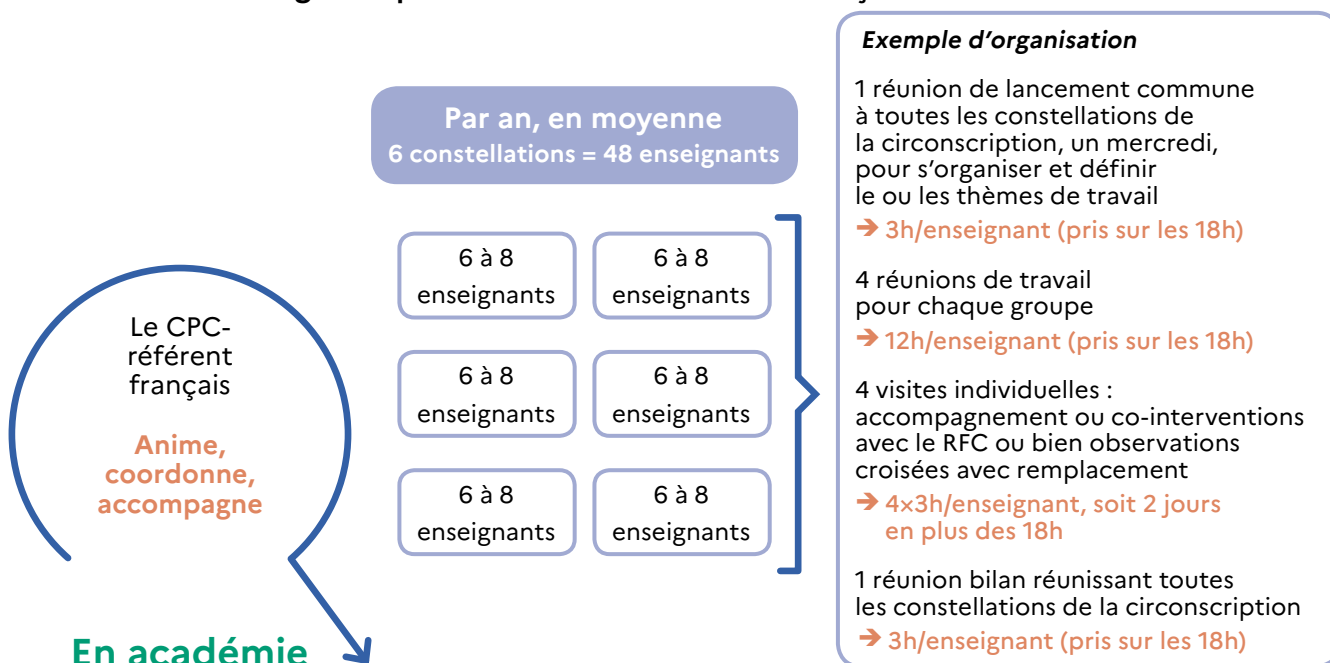 Par an, en moyenne
6 constellations = 48 enseignants
6 à 8
enseignants
6 à 8
enseignants
6 à 8
enseignants
6 à 8
enseignants
6 à 8
enseignants
6 à 8
enseignants
Le CPC-
référent
français
Anime,
coordonne,
accompagne
En académie
Exemple d'organisation
1 réunion de lancement commune
à toutes les constellations de
la circonscription, un mercredi,
pour s'organiser et définir
le ou les thèmes de travail
➔ 3h/enseignant (pris sur les 18h)
4 réunions de travail
pour chaque groupe
➔ 12h/enseignant (pris sur les 18h)
4 visites individuelles :
accompagnement ou co-interventions
avec le RFC ou bien observations
croisées avec remplacement
➔ 4×3h/enseignant, soit 2 jours
en plus des 18h
1 réunion bilan réunissant toutes
les constellations de la circonscription
➔ 3h/enseignant (pris sur les 18h)